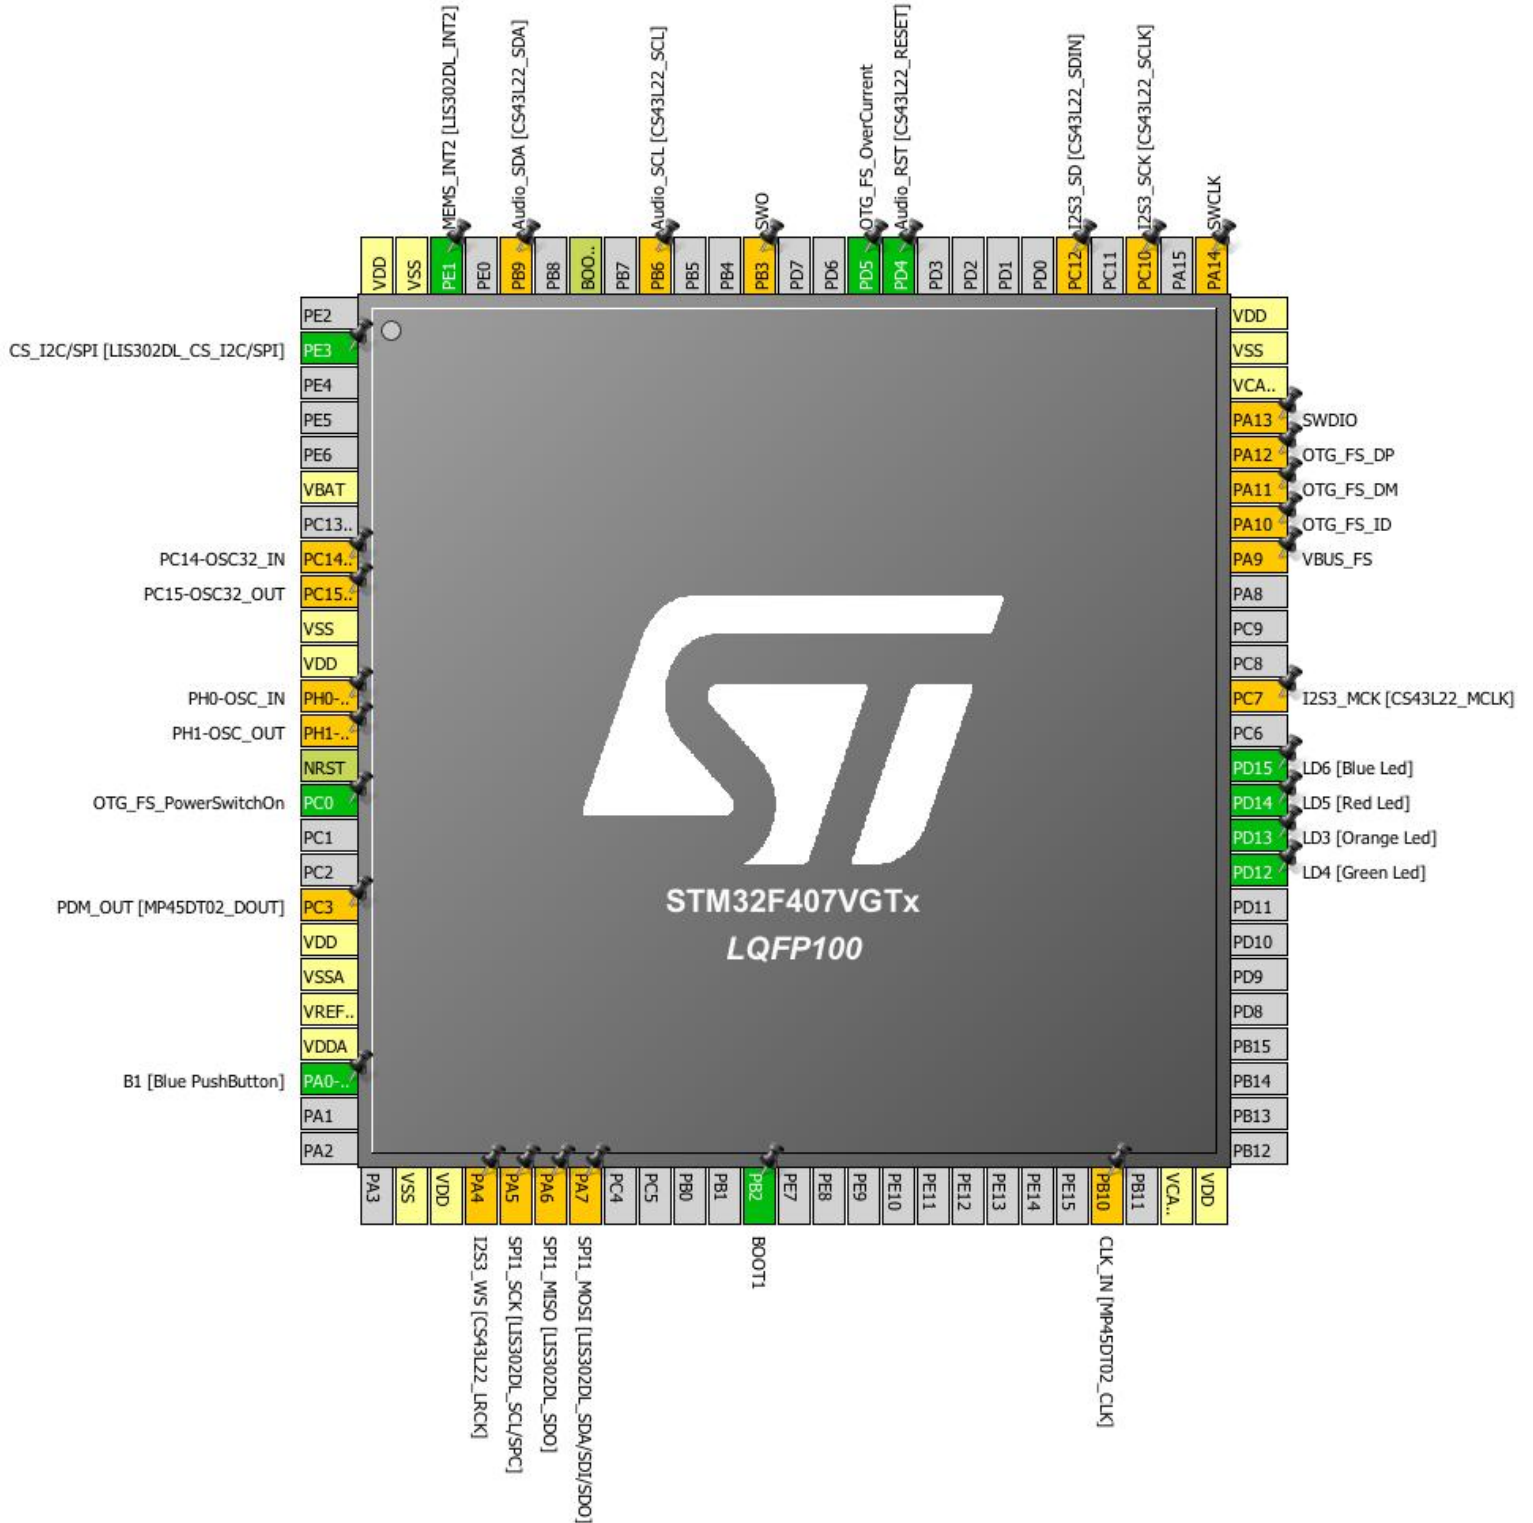 MEMS_INT2 [LIS302DL_INT2]
Audio_SDA [CS43L22_SDA]
Audio_SCL [CS43L22_SCL]
SWO
OTG_FS_OverCurrent
Audio_RST [CS43L22_RESET]
I2S3_SD [CS43L22_SDIN]
I2S3_SCK [CS43L22_SCLK]
SWCLK
VDD
VSS
PE1
PE0
PB9
PB8
BOO..
PB7
PB6
PB5
PB4
PB3
PD7
PD6
PD5
PD4
PD3
PD2
PD1
PD0
PC12
PC11
PC10
PA15
PA14
PE2
CS_I2C/SPI [LIS302DL_CS_I2C/SPI]
PE3
PE4
PE5
PE6
VBAT
PC13..
PC14-OSC32_IN
PC14..
PC15-OSC32_OUT
PC15..
VSS
VDD
PH0-OSC_IN
PH0-..
PH1-OSC_OUT
PH1-..
NRST
OTG_FS_PowerSwitchOn
PC0
PC1
PC2
PDM_OUT [MP45DT02_DOUT]
PC3
VDD
VSSA
VREF..
VDDA
B1 [Blue PushButton]
PA0-..
PA1
PA2
STM32F407VGTx
LQFP100
VDD
VSS
VCA..
PA13
SWDIO
PA12
OTG_FS_DP
PA11
OTG_FS_DM
PA10
OTG_FS_ID
PA9
VBUS_FS
PA8
PC9
PC8
PC7
I2S3_MCK [CS43L22_MCLK]
PC6
PD15
LD6 [Blue Led]
PD14
LD5 [Red Led]
PD13
LD3 [Orange Led]
PD12
LD4 [Green Led]
PD11
PD10
PD9
PD8
PB15
PB14
PB13
PB12
PA3
VSS
VDD
PA4
PA5
PA6
PA7
PC4
PC5
PB0
PB1
PB2
PE7
PE8
PE9
PE10
PE11
PE12
PE13
PE14
PE15
PB10
PB11
VCA..
VDD
I2S3_WS [CS43L22_LRCK]
SPI1_SCK [LIS302DL_SCL/SPC]
SPI1_MISO [LIS302DL_SDO]
SPI1_MOSI [LIS302DL_SDA/SDI/SDO]
BOOT1
CLK_IN [MP45DT02_CLK]